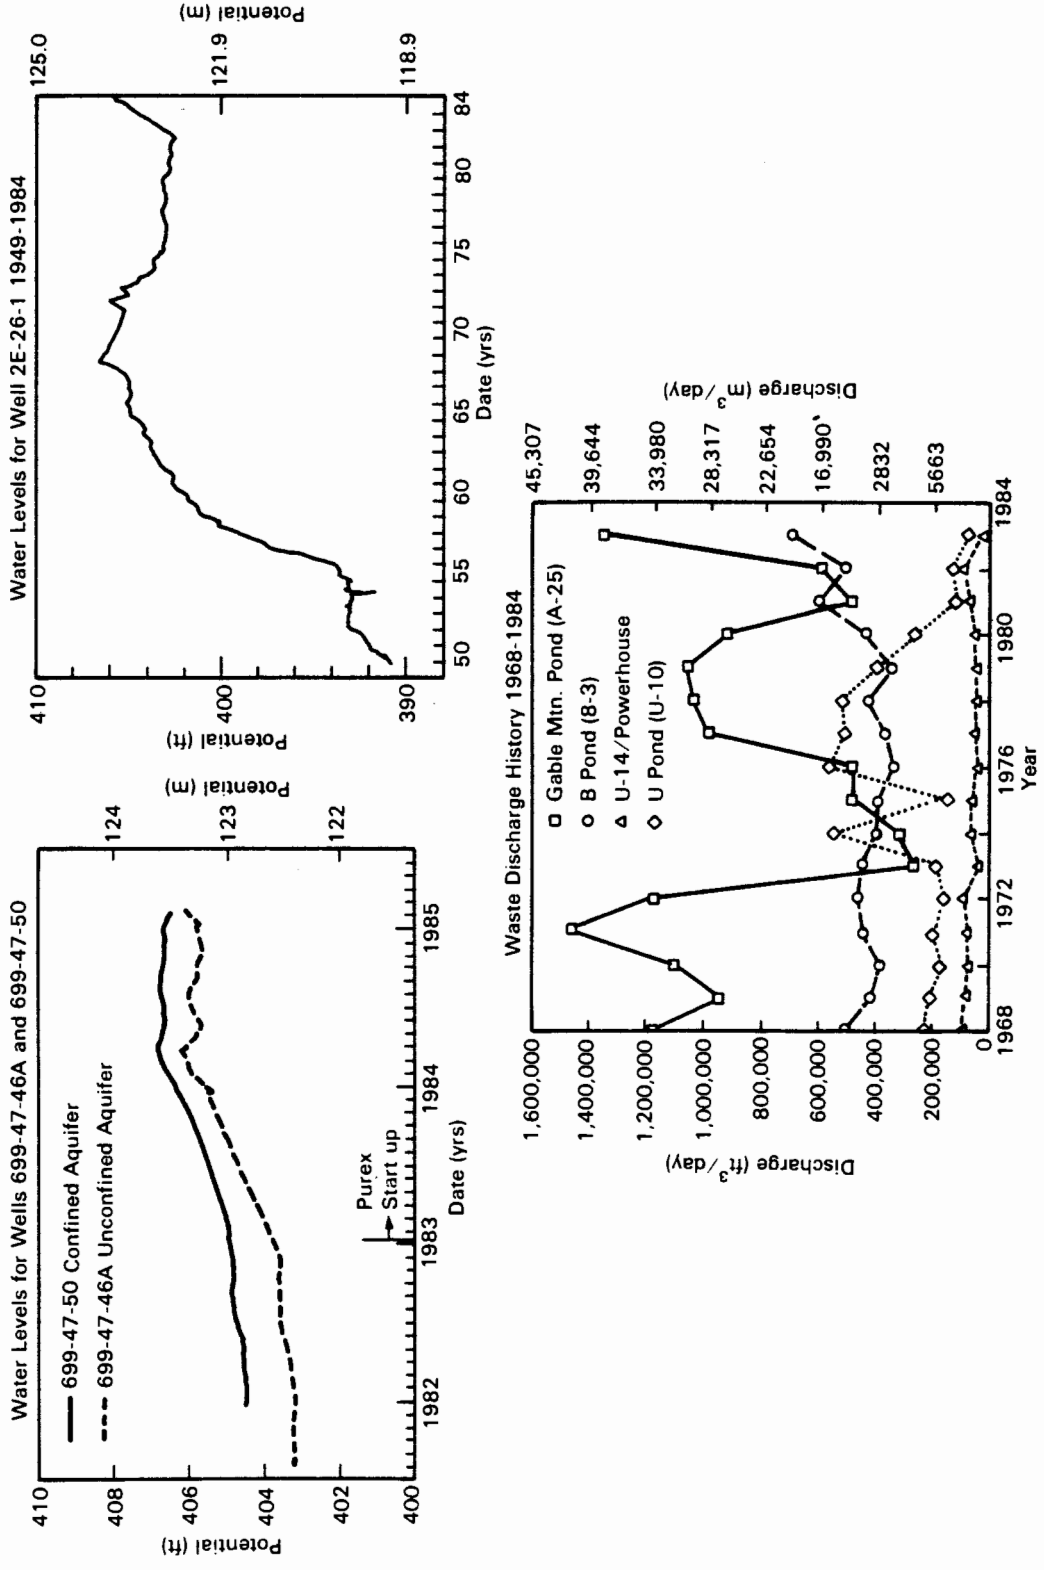 Water Levels for Wells 699-47-46A and 699-47-50
410
408
406
404
402
400
Potential (ft)
699-47-50 Confined Aquifer
699-47-46A Unconfined Aquifer
Purex
Start up
1982
1983
1984
1985
Date (yrs)
124
123
122
Potential (m)
Water Levels for Well 2E-26-1 1949-1984
410
400
390
Potential (ft)
50
55
60
65
70
75
80
84
Date (yrs)
125.0
121.9
118.9
Potential (m)
Waste Discharge History 1968-1984
1,600,000
1,400,000
1,200,000
1,000,000
800,000
600,000
400,000
200,000
0
Discharge (ft³/day)
Gable Mtn. Pond (A-25)
B Pond (8-3)
U-14/Powerhouse
U Pond (U-10)
1968
1972
1976
1980
1984
Year
45,307
39,644
33,980
28,317
22,654
16,990
2832
5663
Discharge (m³/day)